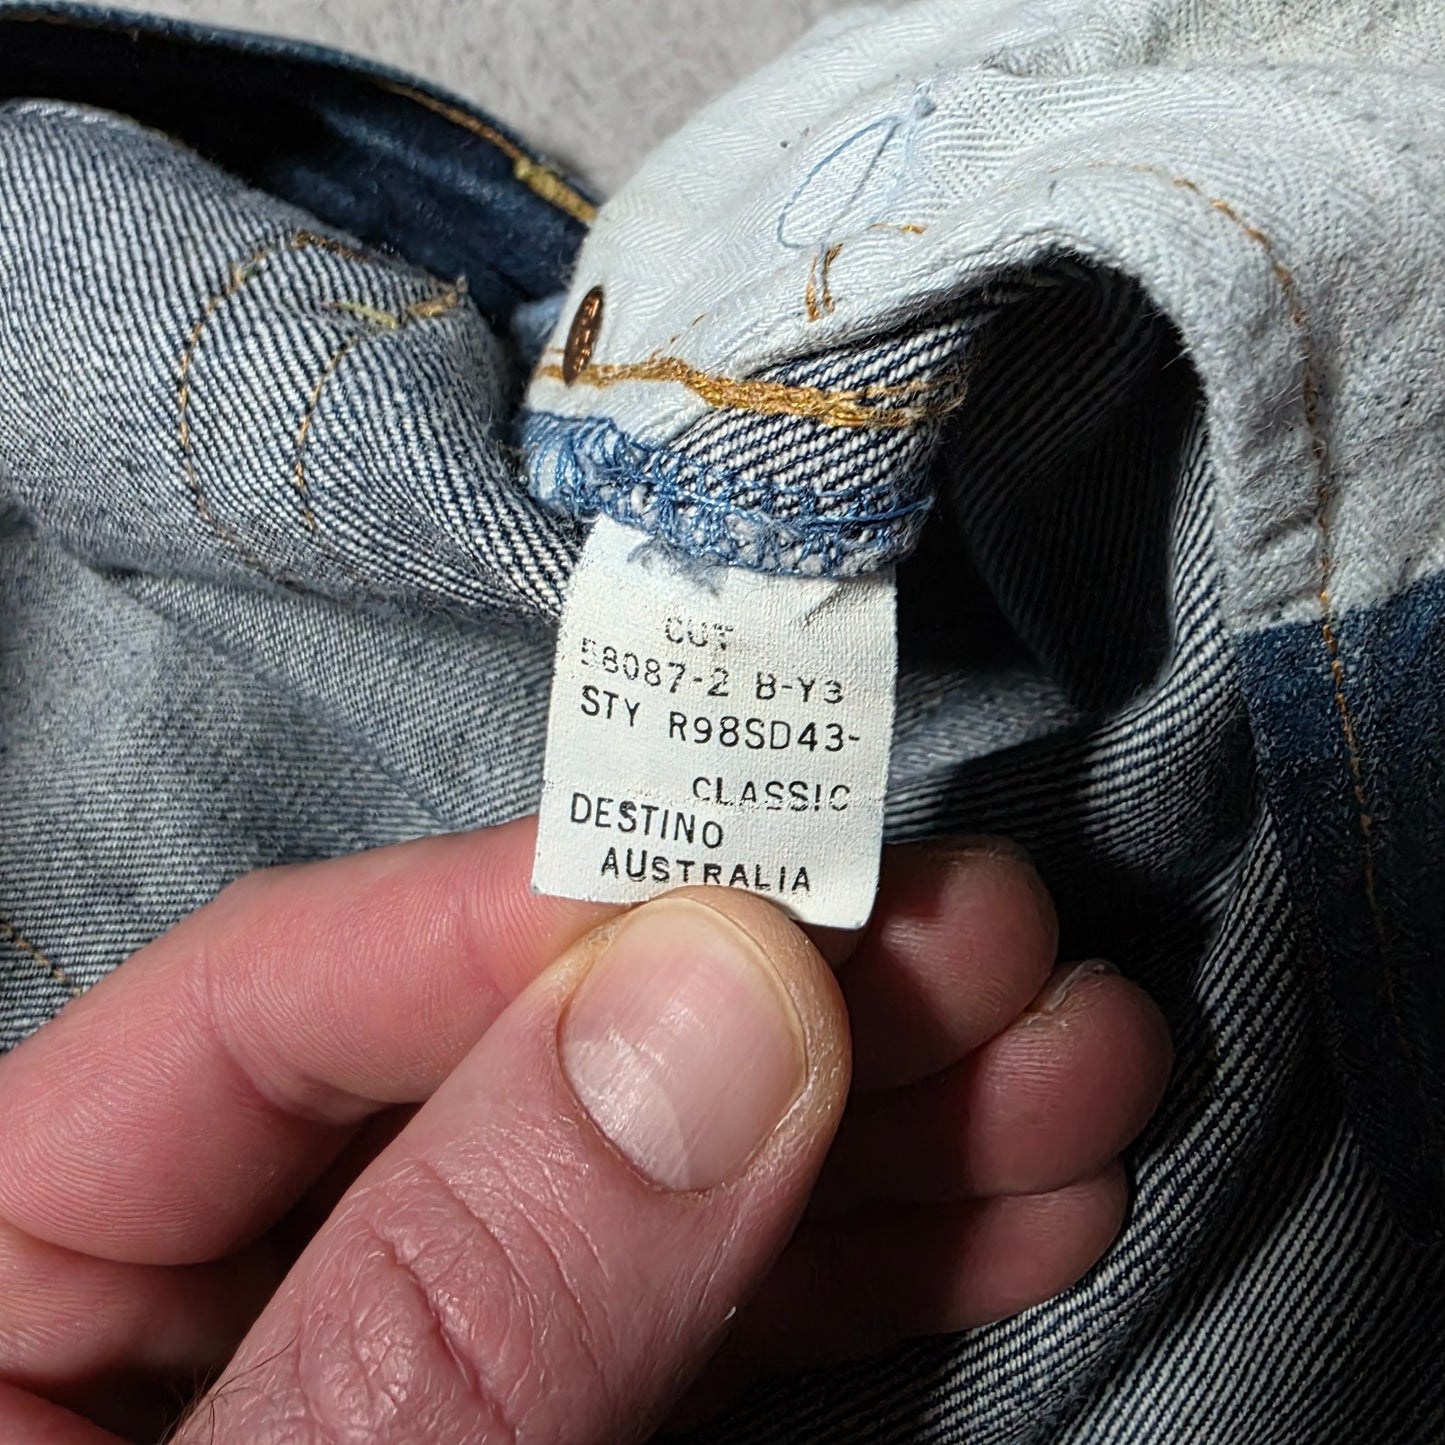 CUT
58087-2 B-Y3
STY R98SD43-
CLASSIC
DESTINO
AUSTRALIA